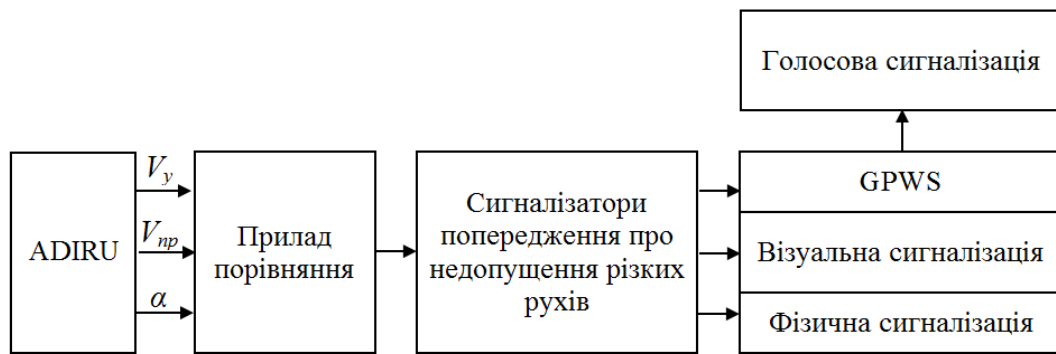 Голосова сигналізація
ADIRU
V_y
V_пр
α
Прилад
порівняння
Сигналізатори
попередження про
недопущення різких
рухів
GPWS
Візуальна сигналізація
Фізична сигналізація